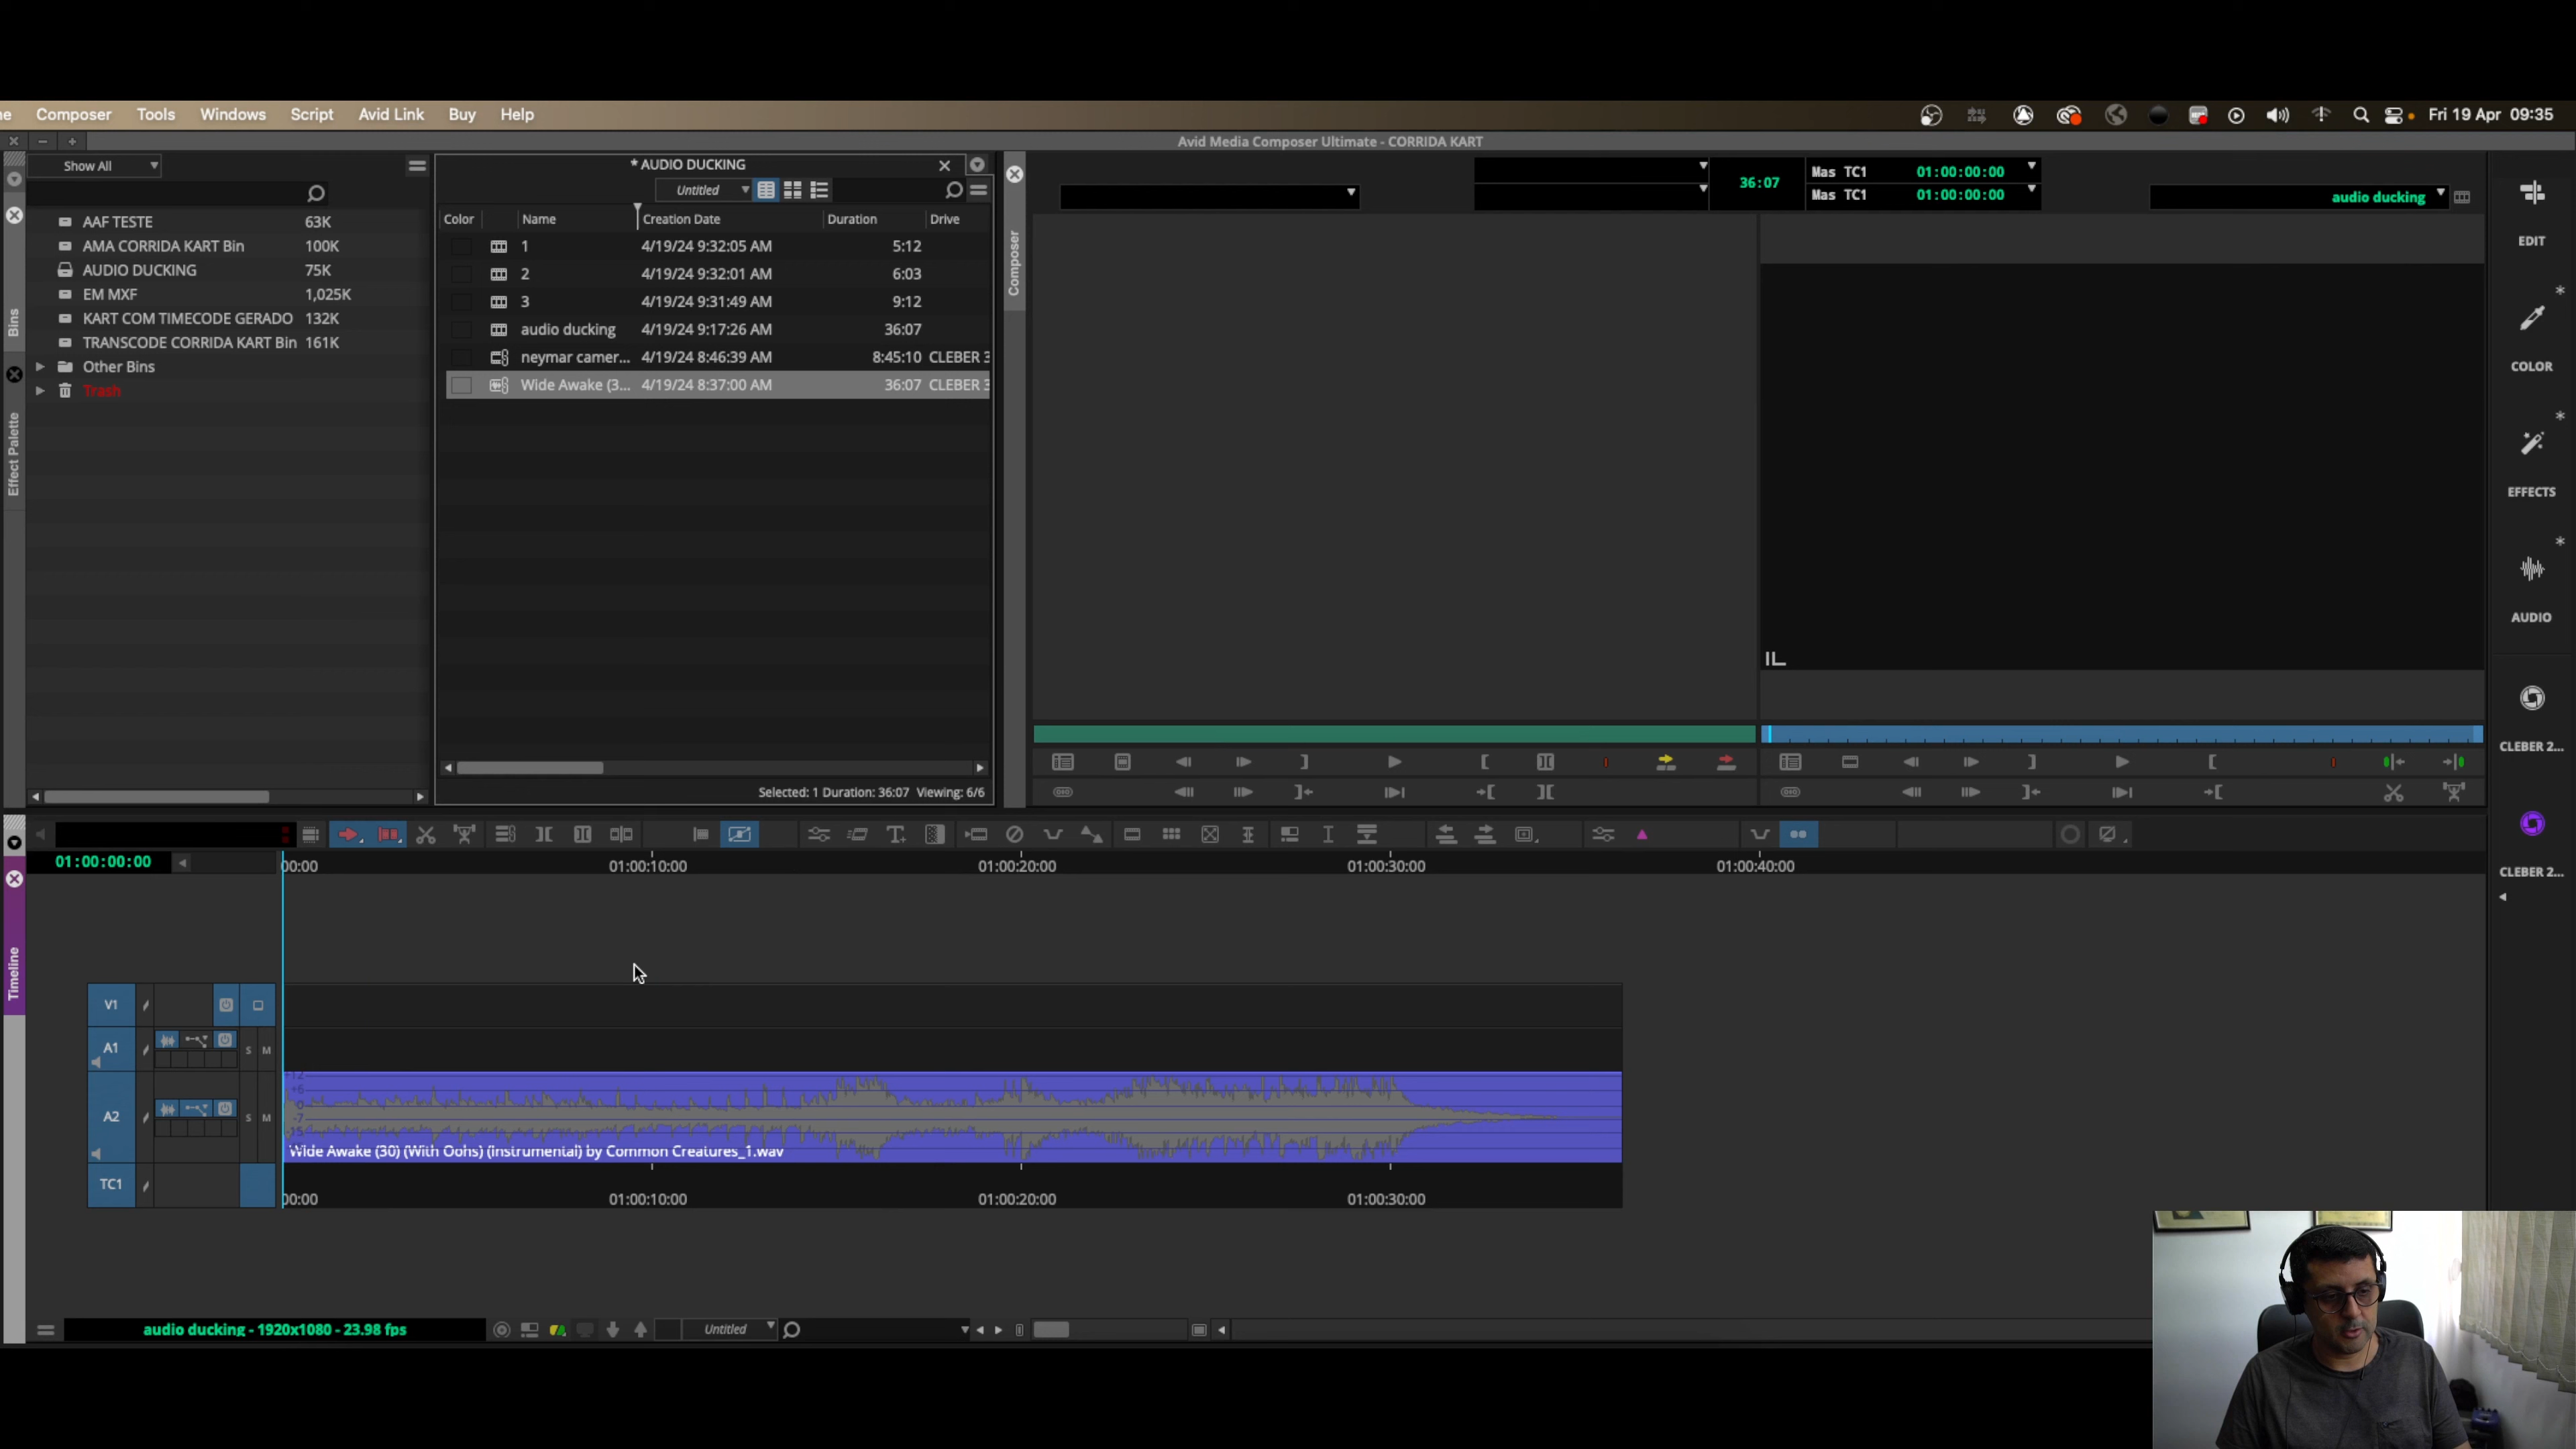 ne Composer Tools Windows Script Avid Link Buy Help Fri 19 Apr 09:35
Avid Media Composer Ultimate - CORRIDA KART
Show All
AAF TESTE 63K
AMA CORRIDA KART Bin 100K
AUDIO DUCKING 75K
EM MXF 1,025K
KART COM TIMECODE GERADO 132K
TRANSCODE CORRIDA KART Bin 161K
Other Bins
Trash
Bins
Effect Palette
* AUDIO DUCKING
Untitled
Color Name Creation Date Duration Drive
1 4/19/24 9:32:05 AM 5:12
2 4/19/24 9:32:01 AM 6:03
3 4/19/24 9:31:49 AM 9:12
audio ducking 4/19/24 9:17:26 AM 36:07
neymar camer... 4/19/24 8:46:39 AM 8:45:10 CLEBER 3
Wide Awake (3... 4/19/24 8:37:00 AM 36:07 CLEBER 3
Selected: 1 Duration: 36:07 Viewing: 6/6
Composer
36:07
Mas TC1 01:00:00:00
Mas TC1 01:00:00:00
audio ducking
EDIT
COLOR
EFFECTS
AUDIO
CLEBER 2...
CLEBER 2...
01:00:00:00
00:00 01:00:10:00 01:00:20:00 01:00:30:00 01:00:40:00
Timeline
V1
A1 S M
A2 S M
+12
+6
-0
-7
-15
Wide Awake (30) (With Oohs) (Instrumental) by Common Creatures_1.wav
TC1
00:00 01:00:10:00 01:00:20:00 01:00:30:00
audio ducking - 1920x1080 - 23.98 fps
Untitled